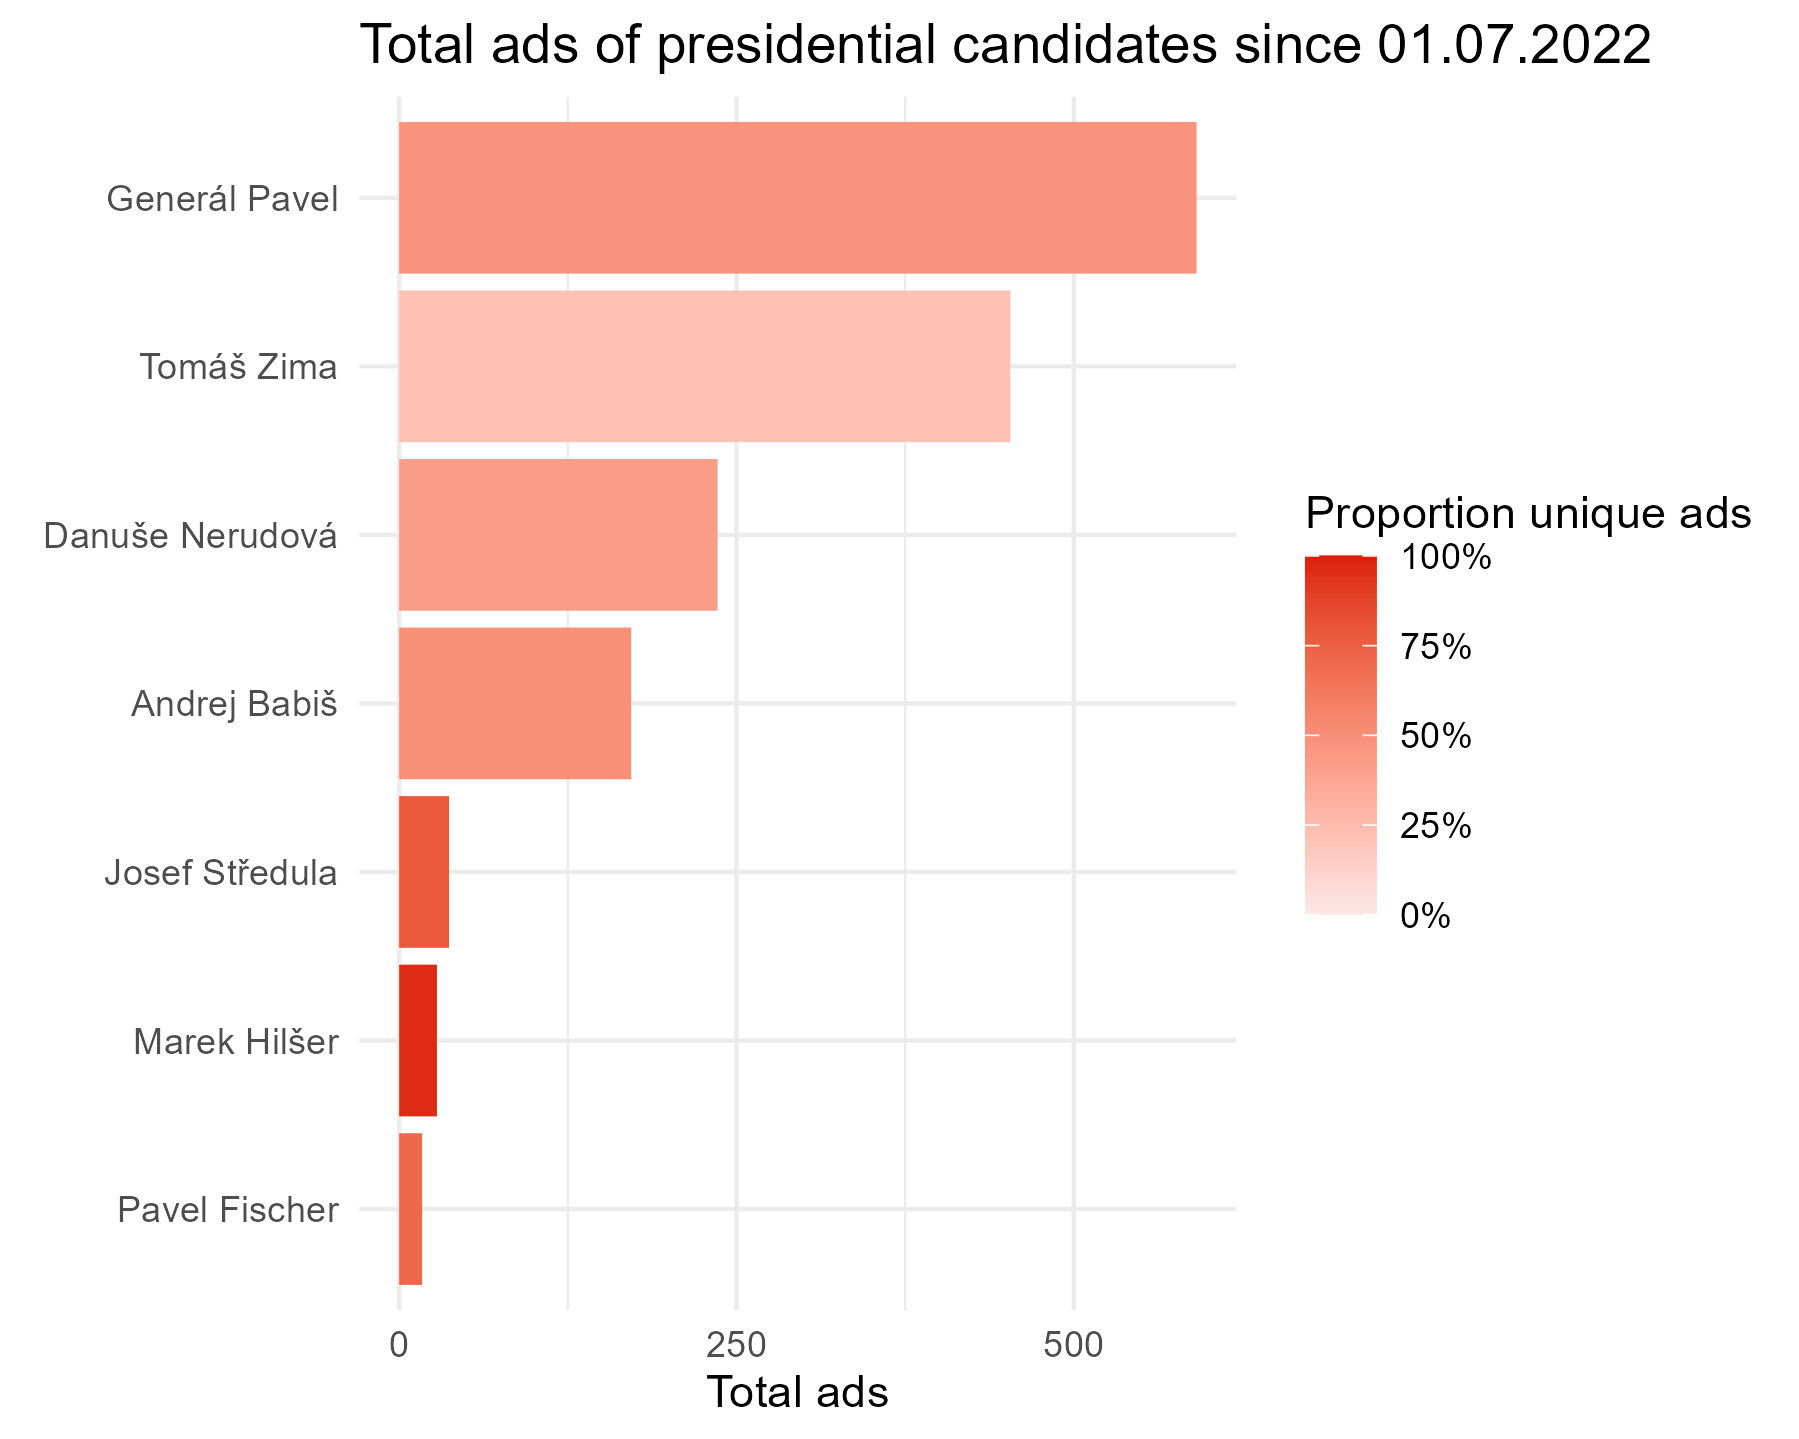 Total ads of presidential candidates since 01.07.2022
Generál Pavel
Tomáš Zima
Danuše Nerudová
Andrej Babiš
Josef Středula
Marek Hilšer
Pavel Fischer
0
250
500
Total ads
Proportion unique ads
100%
75%
50%
25%
0%